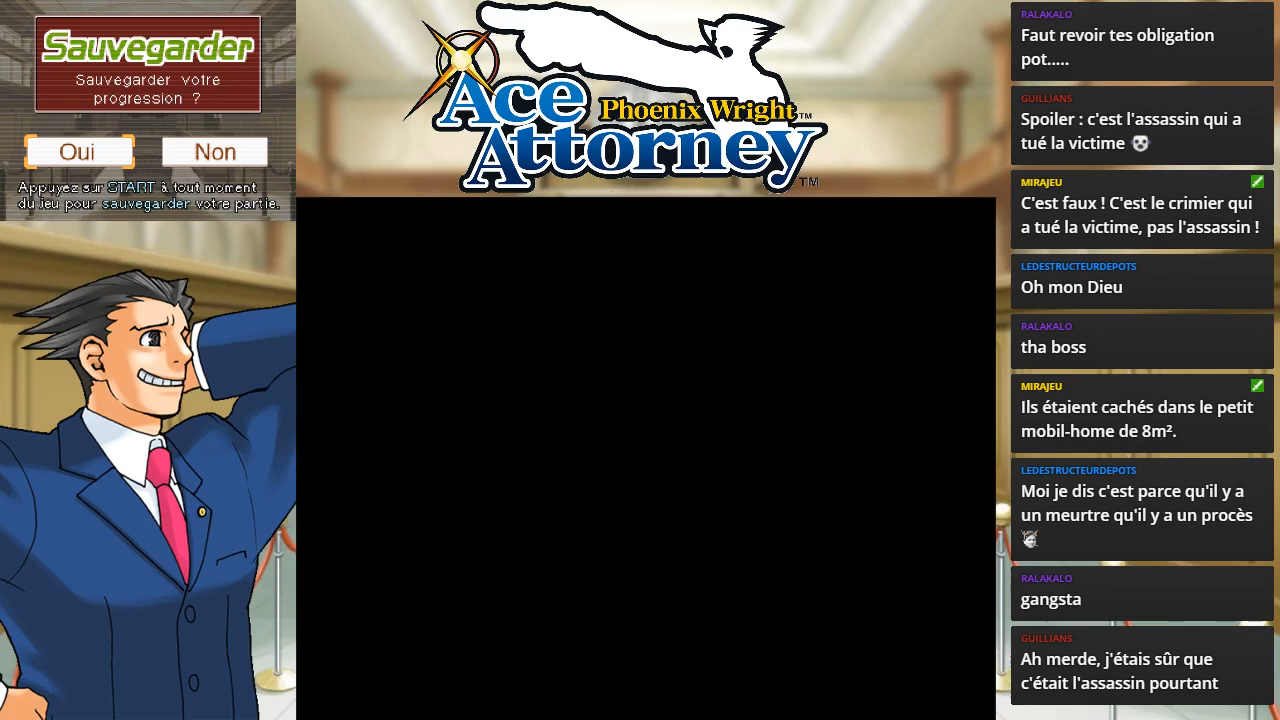 Sauvegarder
Sauvegarder votre
progression ?
Oui
Non
Appuyez sur START à tout moment
du jeu pour sauvegarder votre partie.
Ace
Phoenix Wright™
Attorney™
RALAKALO
Faut revoir tes obligation
pot.....
GUILLIANS
Spoiler : c'est l'assassin qui a
tué la victime
MIRAJEU
C'est faux ! C'est le crimier qui
a tué la victime, pas l'assassin !
LEDESTRUCTEURDEPOTS
Oh mon Dieu
RALAKALO
tha boss
MIRAJEU
Ils étaient cachés dans le petit
mobil-home de 8m².
LEDESTRUCTEURDEPOTS
Moi je dis c'est parce qu'il y a
un meurtre qu'il y a un procès
RALAKALO
gangsta
GUILLIANS
Ah merde, j'étais sûr que
c'était l'assassin pourtant